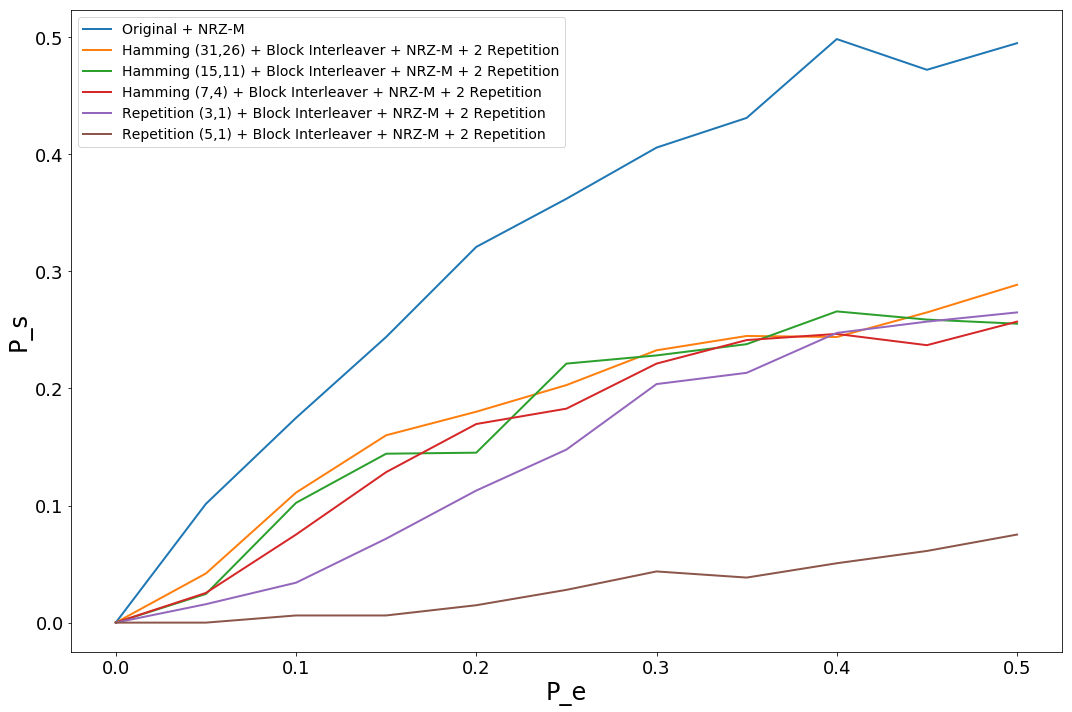 Original + NRZ-M
Hamming (31,26) + Block Interleaver + NRZ-M + 2 Repetition
Hamming (15,11) + Block Interleaver + NRZ-M + 2 Repetition
Hamming (7,4) + Block Interleaver + NRZ-M + 2 Repetition
Repetition (3,1) + Block Interleaver + NRZ-M + 2 Repetition
Repetition (5,1) + Block Interleaver + NRZ-M + 2 Repetition
0.5
0.4
0.3
0.2
0.1
0.0
P_s
0.0 0.1 0.2 0.3 0.4 0.5
P_e